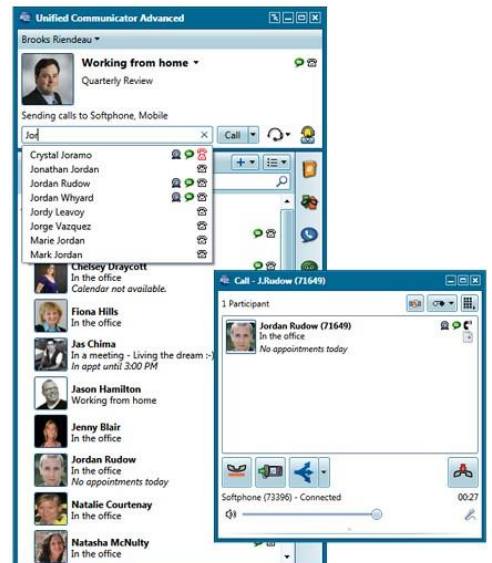 Unified Communicator Advanced
Brooks Riendeau
Working from home
Quarterly Review
Sending calls to Softphone, Mobile
Jor
Call
Crystal Joramo
Jonathan Jordan
Jordan Rudow
Jordan Whyard
Jordy Leavoy
Jorge Vazquez
Marie Jordan
Mark Jordan
Chelsey Draycott
In the office
Calendar not available.
Fiona Hills
In the office
Jas Chima
In a meeting - Living the dream :-)
In appt until 3:00 PM
Jason Hamilton
Working from home
Jenny Blair
In the office
Jordan Rudow
In the office
No appointments today
Natalie Courtenay
In the office
Natasha McNulty
In the office
Call - J.Rudow (71649)
1 Participant
Jordan Rudow (71649)
In the office
No appointments today
Softphone (73396) - Connected
00:27